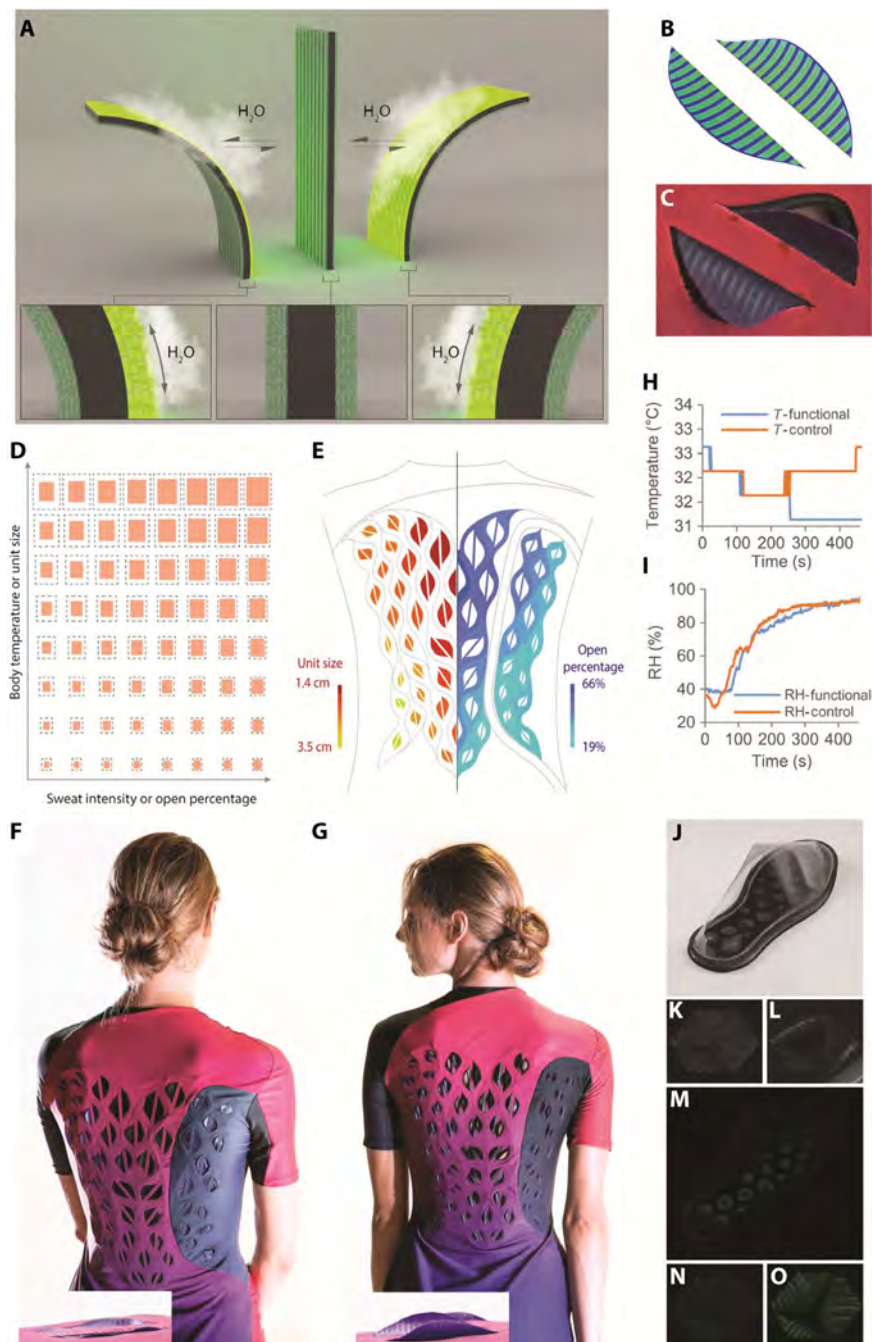 A
H₂O
H₂O
H₂O
H₂O
B
C
D
Body temperature or unit size
Sweat intensity or open percentage
E
Unit size
1.4 cm
3.5 cm
Open
percentage
66%
19%
H
Temperature (°C)
34
33
32
32
31
T-functional
T-control
0 100 200 300 400
Time (s)
I
RH (%)
100
80
60
40
20
RH-functional
RH-control
0 100 200 300 400
Time (s)
F
G
J
K
L
M
N
O